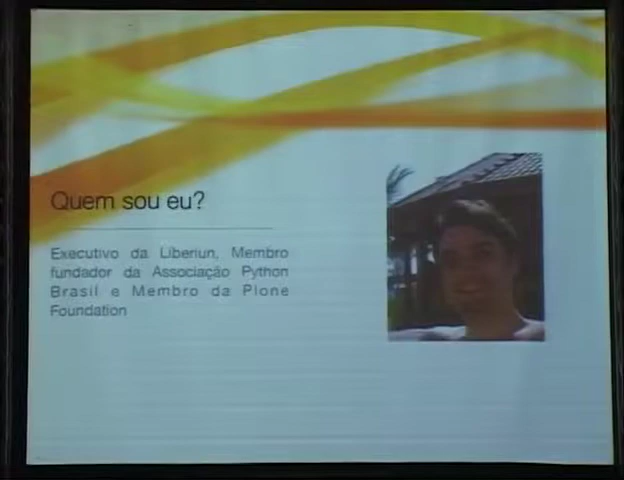 Quem sou eu?
Executivo da Liberiun, Membro
fundador da Associação Python
Brasil e Membro da Plone
Foundation